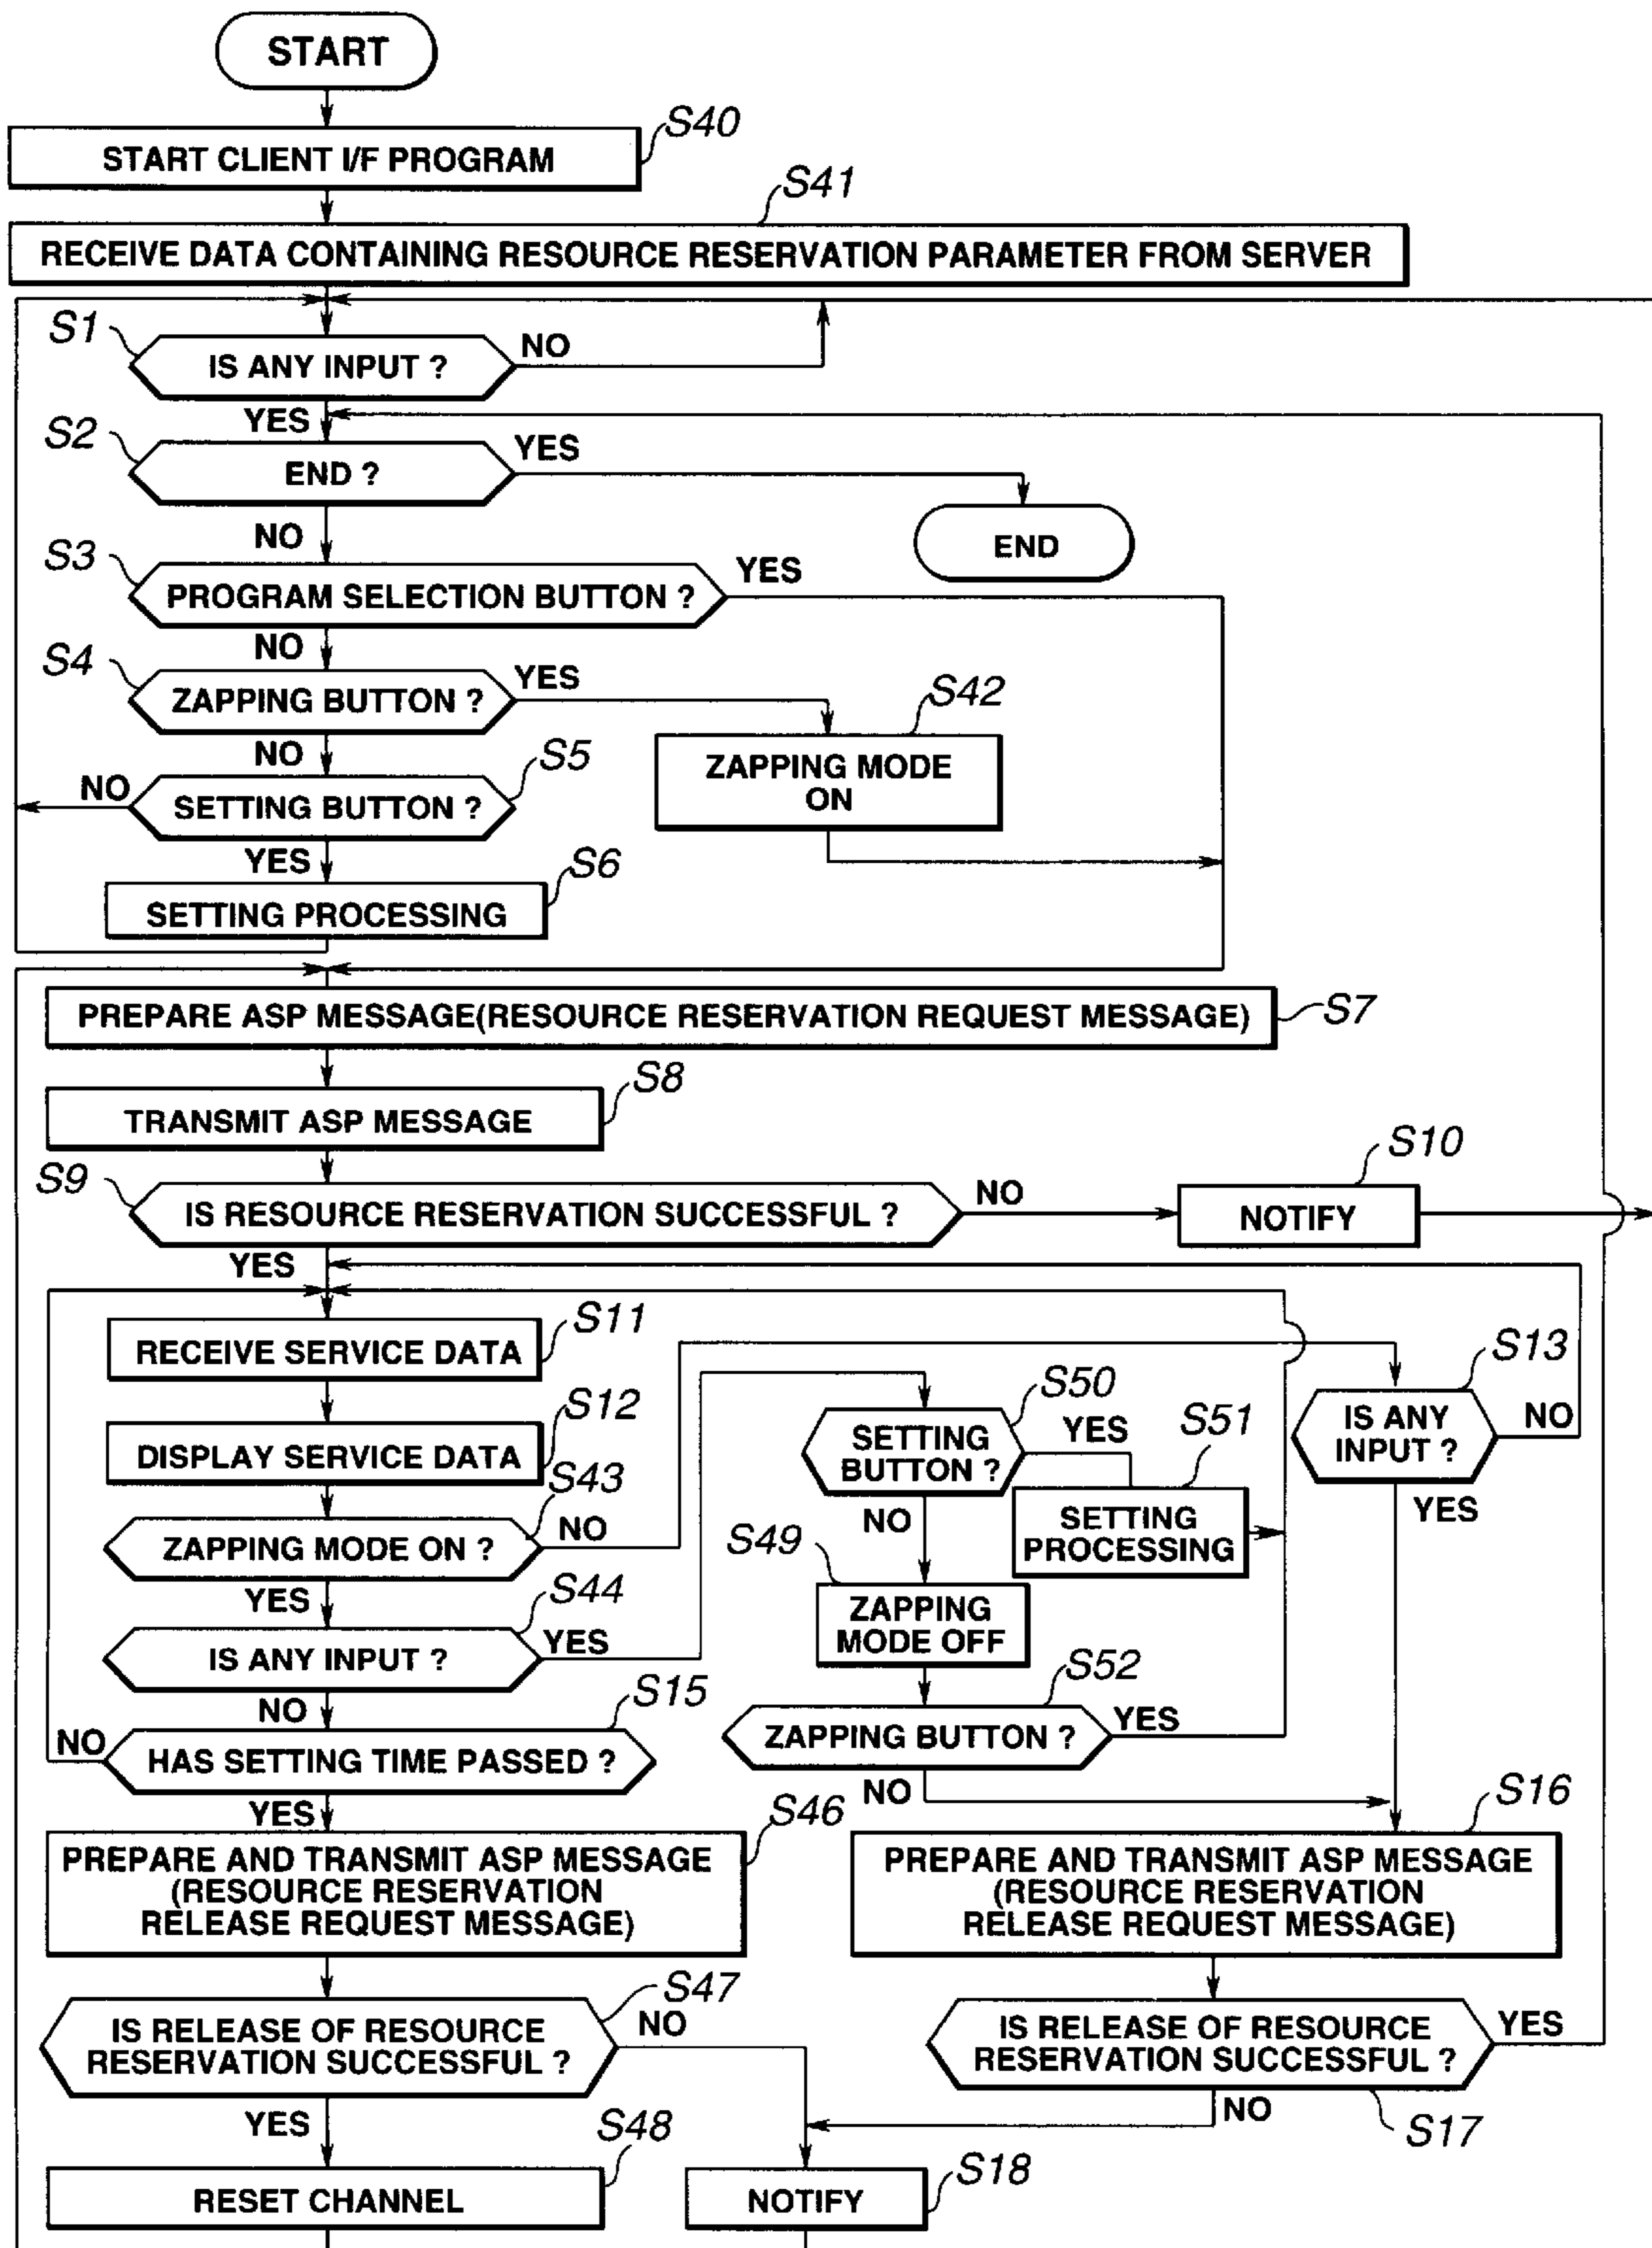 START
S40
START CLIENT I/F PROGRAM
S41
RECEIVE DATA CONTAINING RESOURCE RESERVATION PARAMETER FROM SERVER
S1
IS ANY INPUT ?
NO
YES
S2
END ?
YES
END
NO
S3
PROGRAM SELECTION BUTTON ?
YES
NO
S4
ZAPPING BUTTON ?
YES
S42
ZAPPING MODE
ON
NO
S5
NO
SETTING BUTTON ?
YES
S6
SETTING PROCESSING
PREPARE ASP MESSAGE(RESOURCE RESERVATION REQUEST MESSAGE)
S7
S8
TRANSMIT ASP MESSAGE
S9
IS RESOURCE RESERVATION SUCCESSFUL ?
NO
S10
NOTIFY
YES
S11
RECEIVE SERVICE DATA
S12
DISPLAY SERVICE DATA
S43
ZAPPING MODE ON ?
NO
YES
S44
IS ANY INPUT ?
YES
NO
S15
NO
HAS SETTING TIME PASSED ?
YES
S50
SETTING
BUTTON ?
YES
S51
SETTING
PROCESSING
NO
S49
ZAPPING
MODE OFF
S52
ZAPPING BUTTON ?
YES
NO
S13
IS ANY
INPUT ?
NO
YES
S46
PREPARE AND TRANSMIT ASP MESSAGE
(RESOURCE RESERVATION
RELEASE REQUEST MESSAGE)
S16
PREPARE AND TRANSMIT ASP MESSAGE
(RESOURCE RESERVATION
RELEASE REQUEST MESSAGE)
S47
IS RELEASE OF RESOURCE
RESERVATION SUCCESSFUL ?
NO
YES
IS RELEASE OF RESOURCE
RESERVATION SUCCESSFUL ?
YES
NO
S17
S48
RESET CHANNEL
S18
NOTIFY